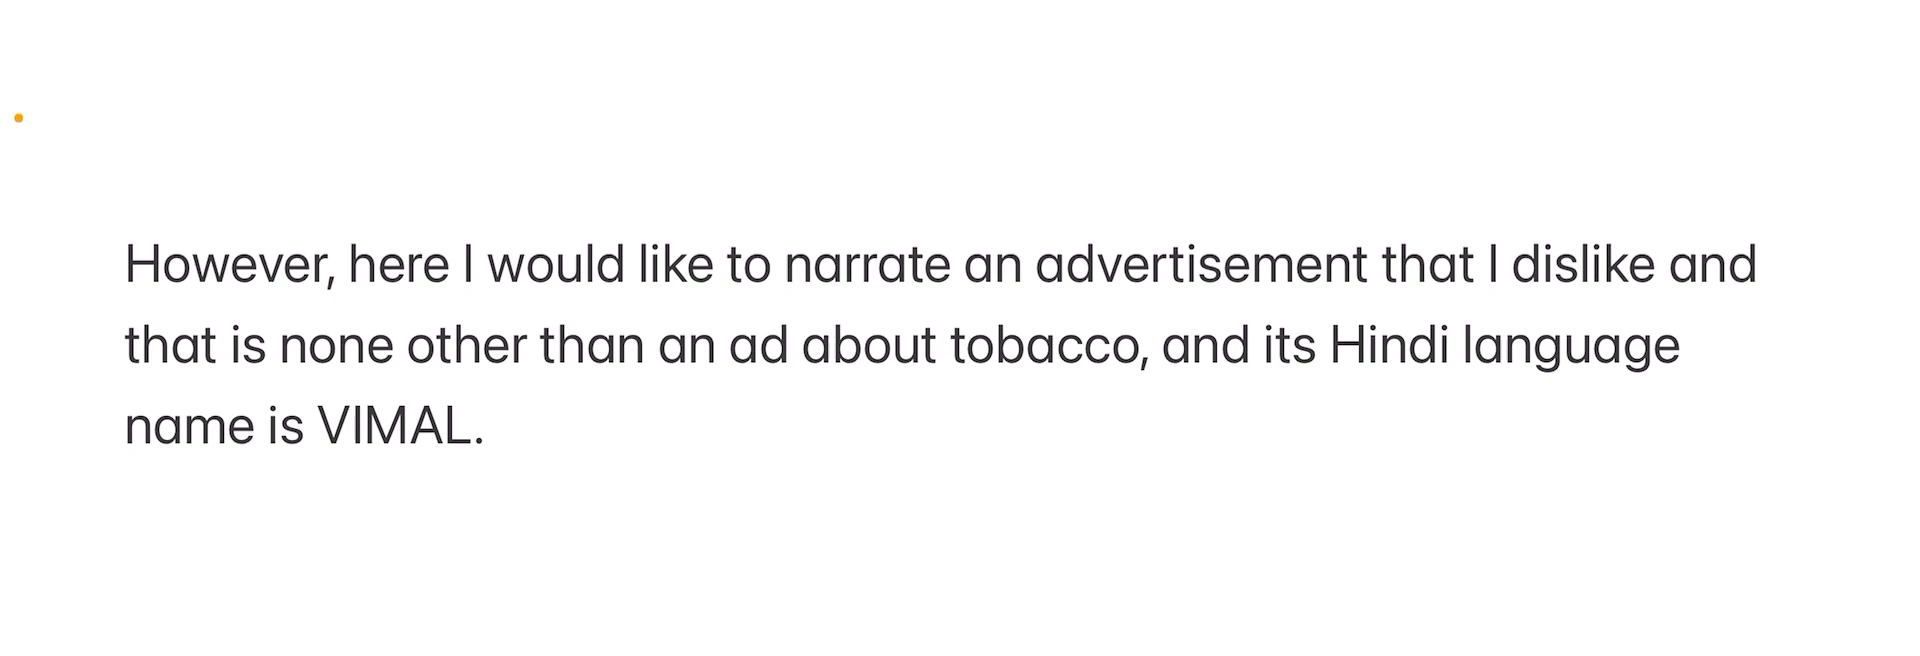 However, here I would like to narrate an advertisement that I dislike and
that is none other than an ad about tobacco, and its Hindi language
name is VIMAL.